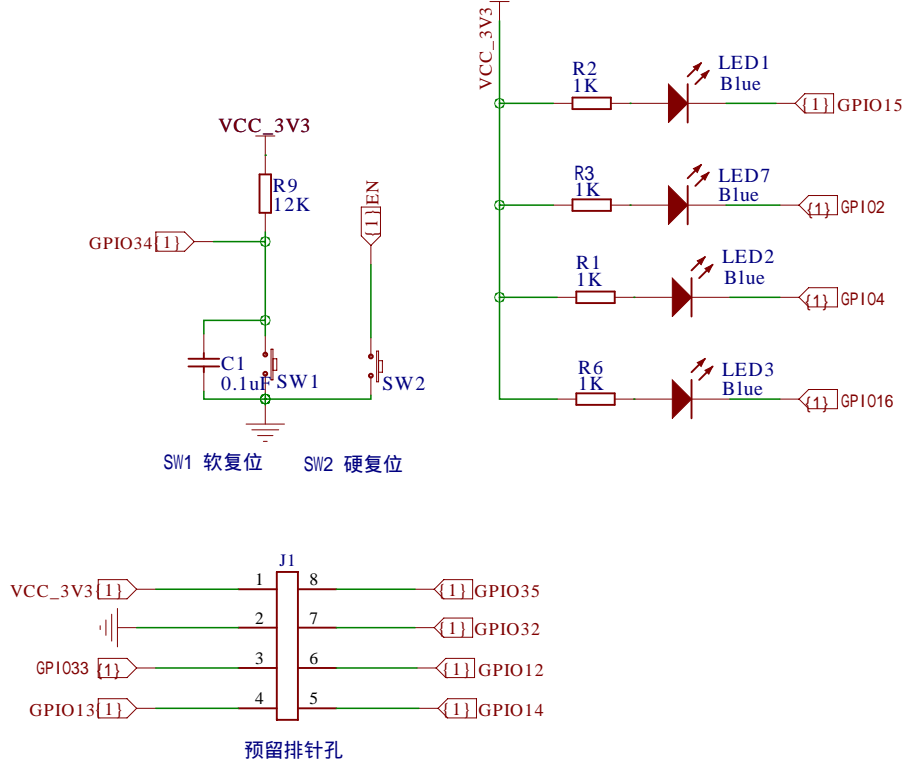 VCC_3V3
R9
12K
GPIO34 {1}
{1} EN
C1
0.1uF
SW1
SW2
SW1 软复位
SW2 硬复位
VCC_3V3
R2
1K
LED1
Blue
{1} GPIO15
R3
1K
LED7
Blue
{1} GPIO2
R1
1K
LED2
Blue
{1} GPIO4
R6
1K
LED3
Blue
{1} GPIO16
J1
VCC_3V3 {1} 1 8 {1} GPIO35
2 7 {1} GPIO32
GPIO33 {1} 3 6 {1} GPIO12
GPIO13 {1} 4 5 {1} GPIO14
预留排针孔